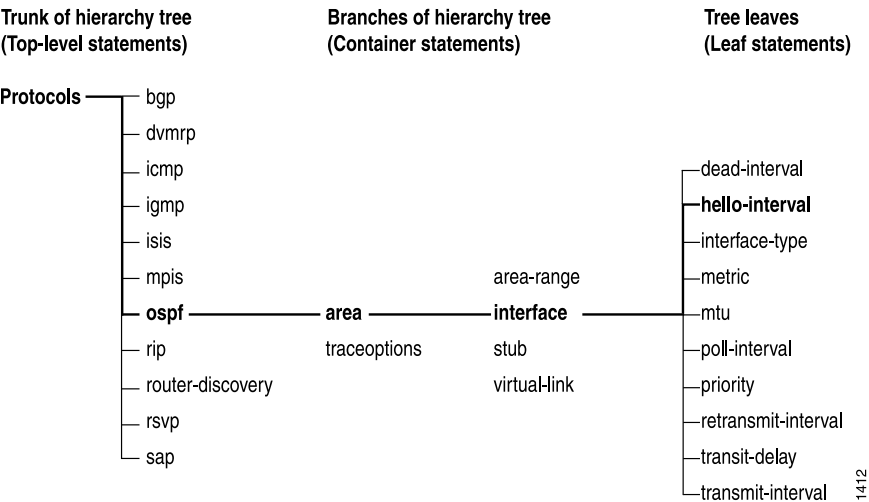 Trunk of hierarchy tree
(Top-level statements)
Branches of hierarchy tree
(Container statements)
Tree leaves
(Leaf statements)
Protocols
bgp
dvmrp
icmp
igmp
isis
mpis
ospf
rip
router-discovery
rsvp
sap
area
traceoptions
area-range
interface
stub
virtual-link
dead-interval
hello-interval
interface-type
metric
mtu
poll-interval
priority
retransmit-interval
transit-delay
transmit-interval
1412